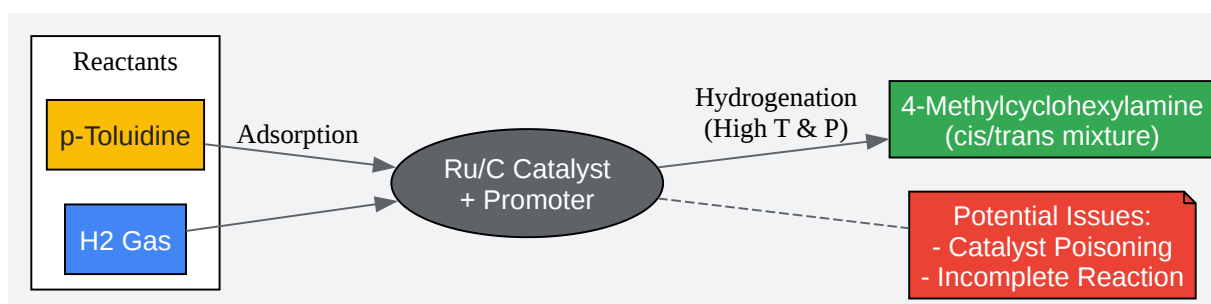 Reactants
p-Toluidine
H2 Gas
Adsorption
Ru/C Catalyst
+ Promoter
Hydrogenation
(High T & P)
4-Methylcyclohexylamine
(cis/trans mixture)
Potential Issues:
- Catalyst Poisoning
- Incomplete Reaction